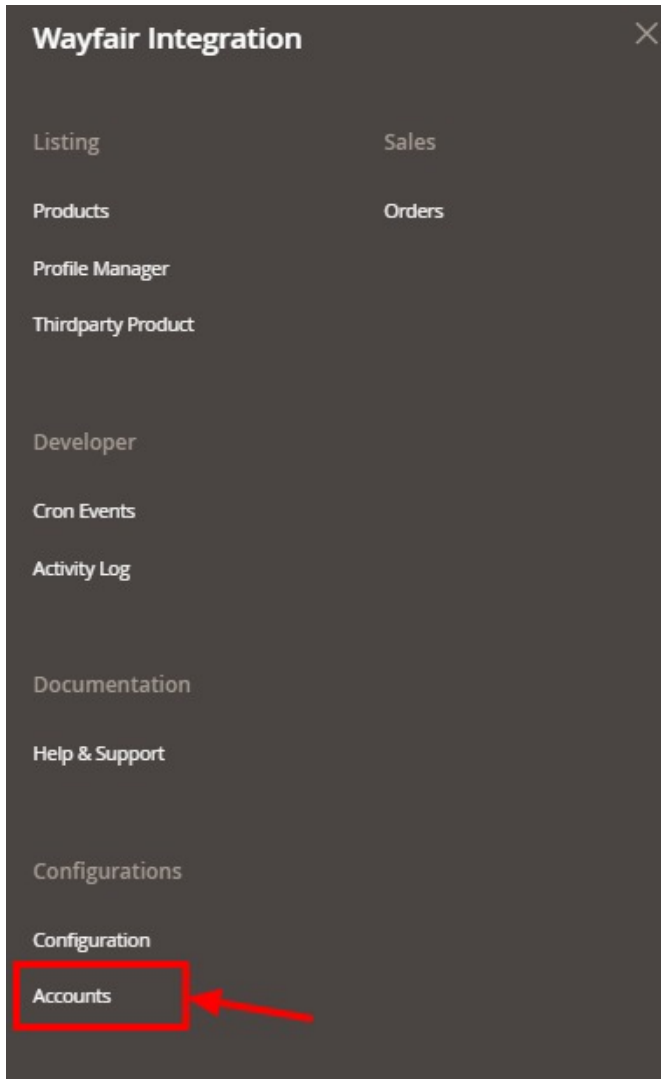 Wayfair Integration
Listing
Products
Profile Manager
Thirdparty Product
Sales
Orders
Developer
Cron Events
Activity Log
Documentation
Help & Support
Configurations
Configuration
Accounts